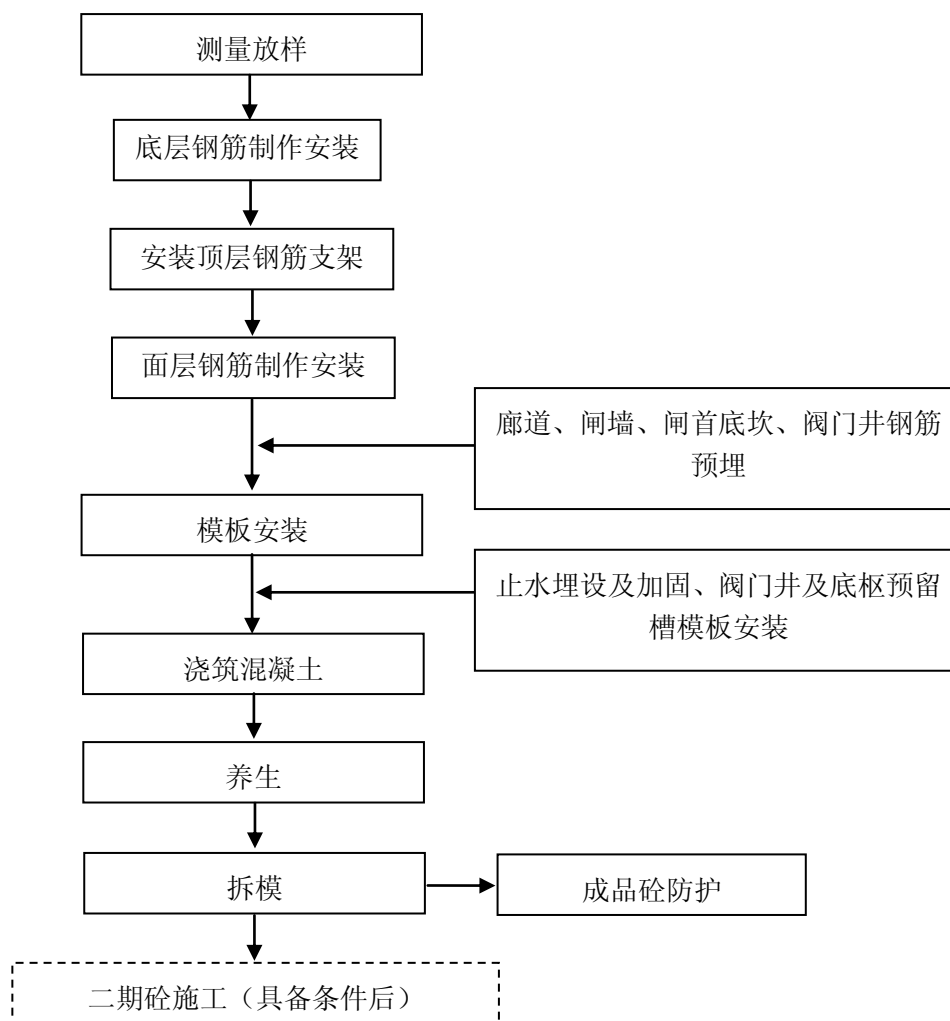 测量放样
底层钢筋制作安装
安装顶层钢筋支架
面层钢筋制作安装
廊道、闸墙、闸首底坎、阀门井钢筋
预埋
模板安装
止水埋设及加固、阀门井及底枢预留
槽模板安装
浇筑混凝土
养生
拆模
成品砼防护
二期砼施工（具备条件后）